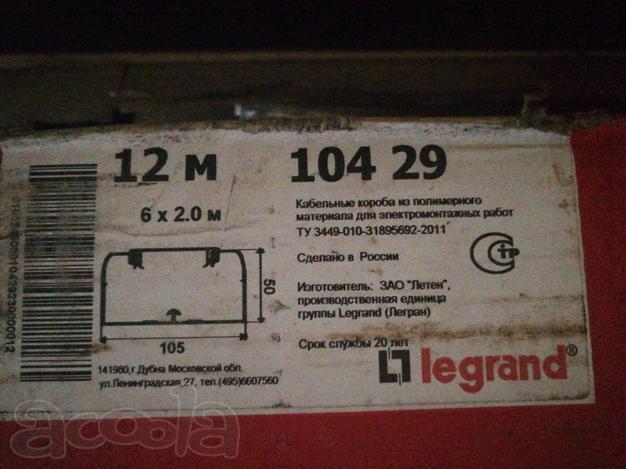 12 м
104 29
6 x 2.0 м
Кабельные короба из полимерного
материала для электромонтажных работ
ТУ 3449-010-31895692-2011
Сделано в России
Изготовитель: ЗАО "Летен",
производственная единица
группы Legrand (Легран)
Срок службы 20 лет
50
105
141980,г.Дубна Московской обл.
ул.Ленинградская,27, тел.(495)6607560
legrand®
acoola